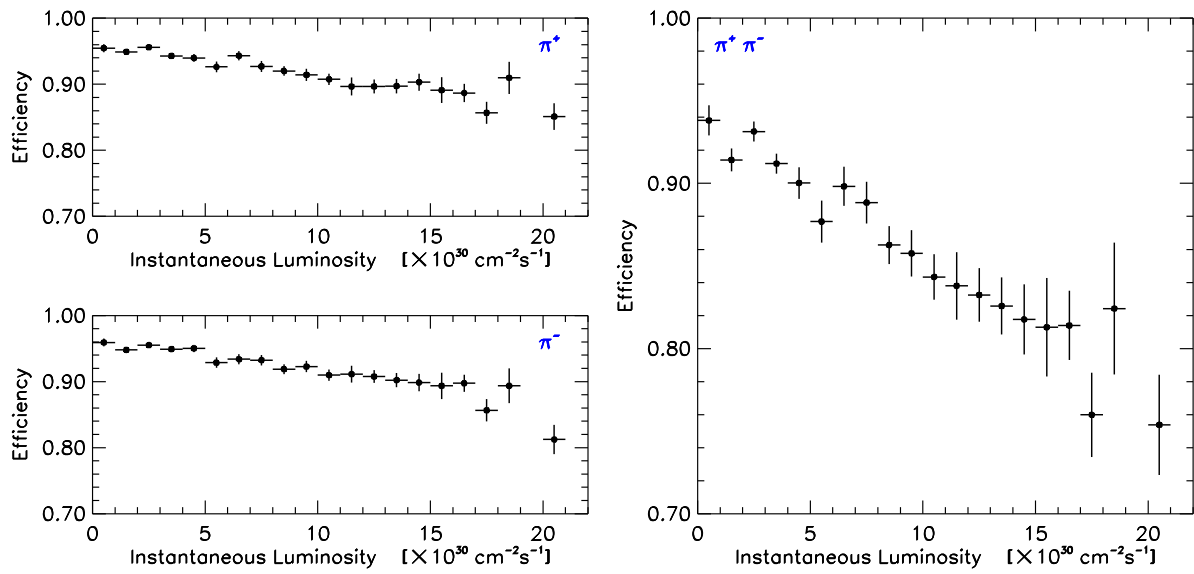 1.00
π⁺
0.90
0.80
0.70
Efficiency
0 5 10 15 20
Instantaneous Luminosity [×10³⁰ cm⁻²s⁻¹]
1.00
π⁻
0.90
0.80
0.70
Efficiency
0 5 10 15 20
Instantaneous Luminosity [×10³⁰ cm⁻²s⁻¹]
1.00
π⁺ π⁻
0.90
0.80
0.70
Efficiency
0 5 10 15 20
Instantaneous Luminosity [×10³⁰ cm⁻²s⁻¹]